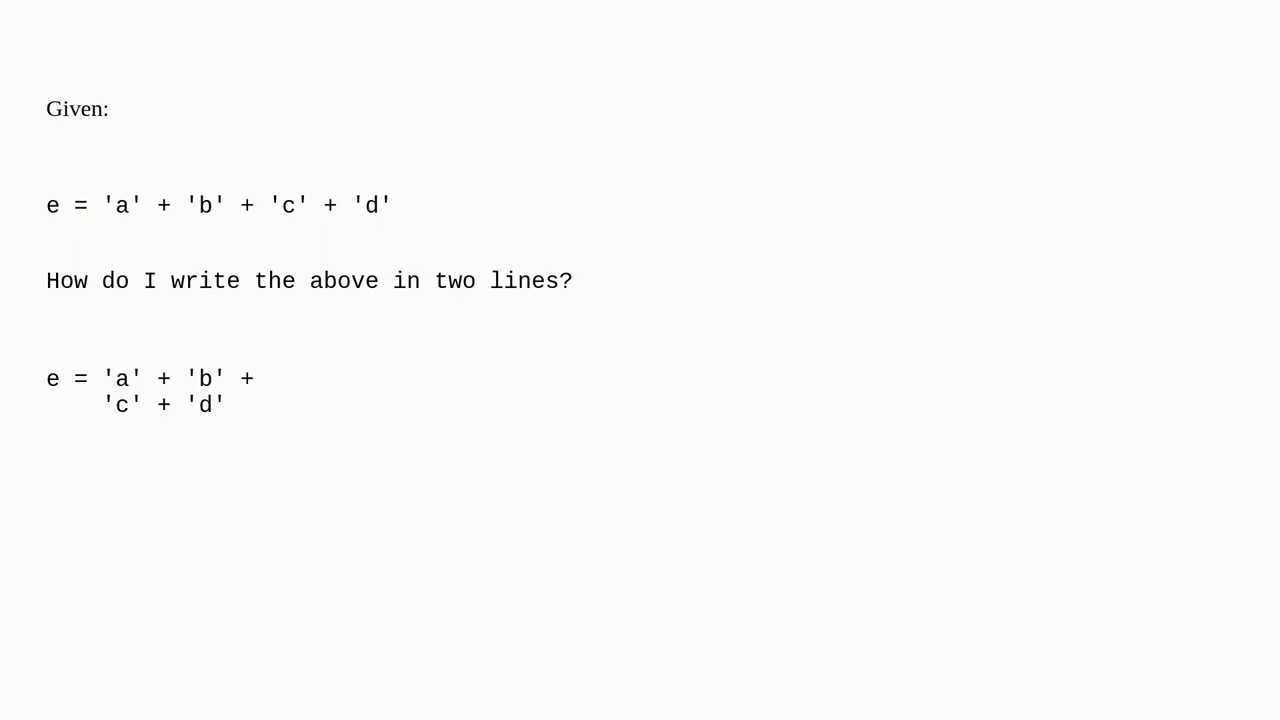 Given:
e = 'a' + 'b' + 'c' + 'd'
How do I write the above in two lines?
e = 'a' + 'b' +
    'c' + 'd'